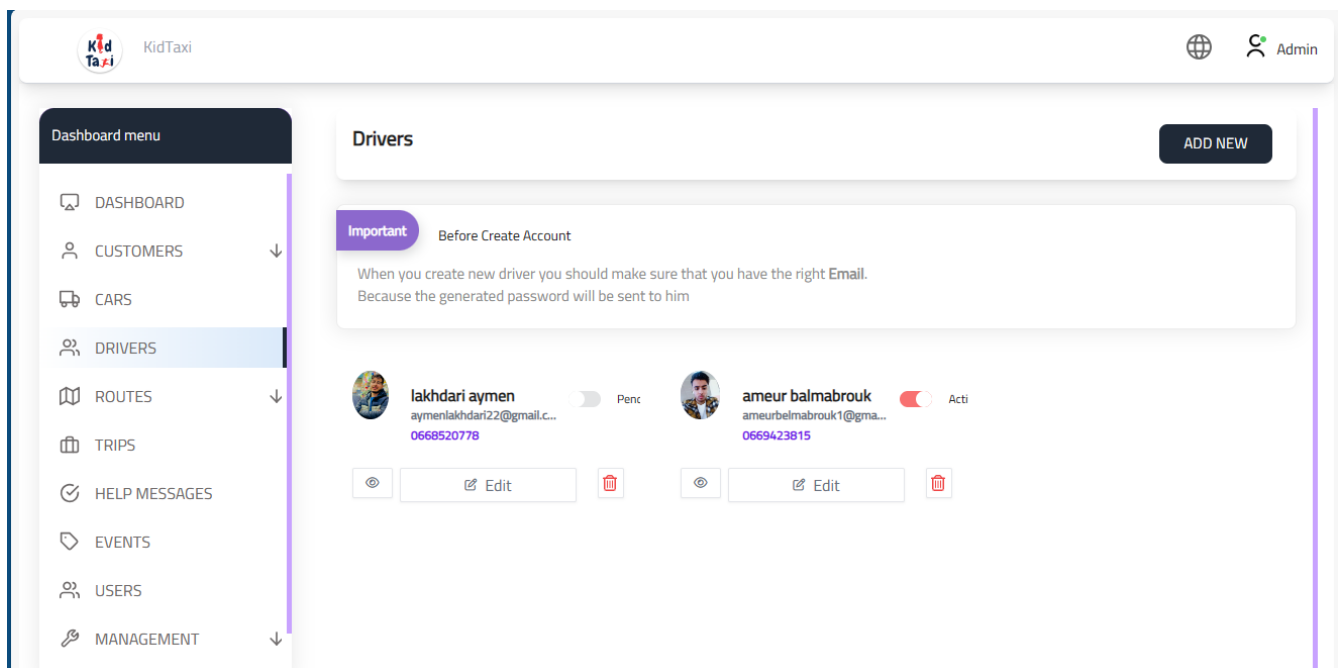 Kid
Taxi
KidTaxi
Admin
Dashboard menu
DASHBOARD
CUSTOMERS
CARS
DRIVERS
ROUTES
TRIPS
HELP MESSAGES
EVENTS
USERS
MANAGEMENT
Drivers
ADD NEW
Important
Before Create Account
When you create new driver you should make sure that you have the right Email.
Because the generated password will be sent to him
lakhdari aymen
Penc
aymenlakhdari22@gmail.c...
0668520778
Edit
ameur balmabrouk
Acti
ameurbelmabrouk1@gma...
0669423815
Edit